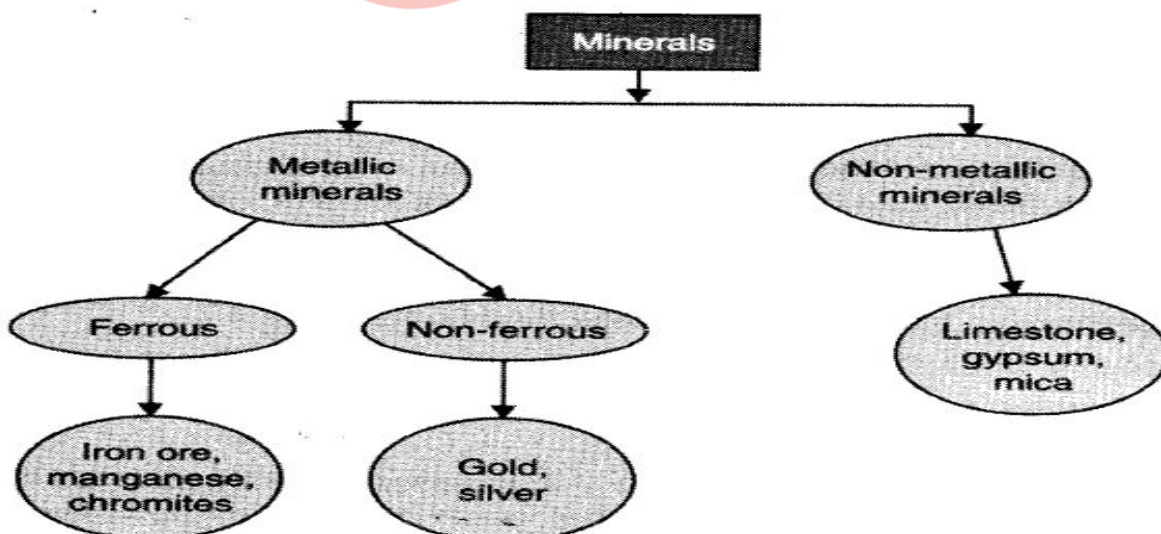 Minerals
Metallic
minerals
Non-metallic
minerals
Ferrous
Non-ferrous
Limestone,
gypsum,
mica
Iron ore,
manganese,
chromites
Gold,
silver